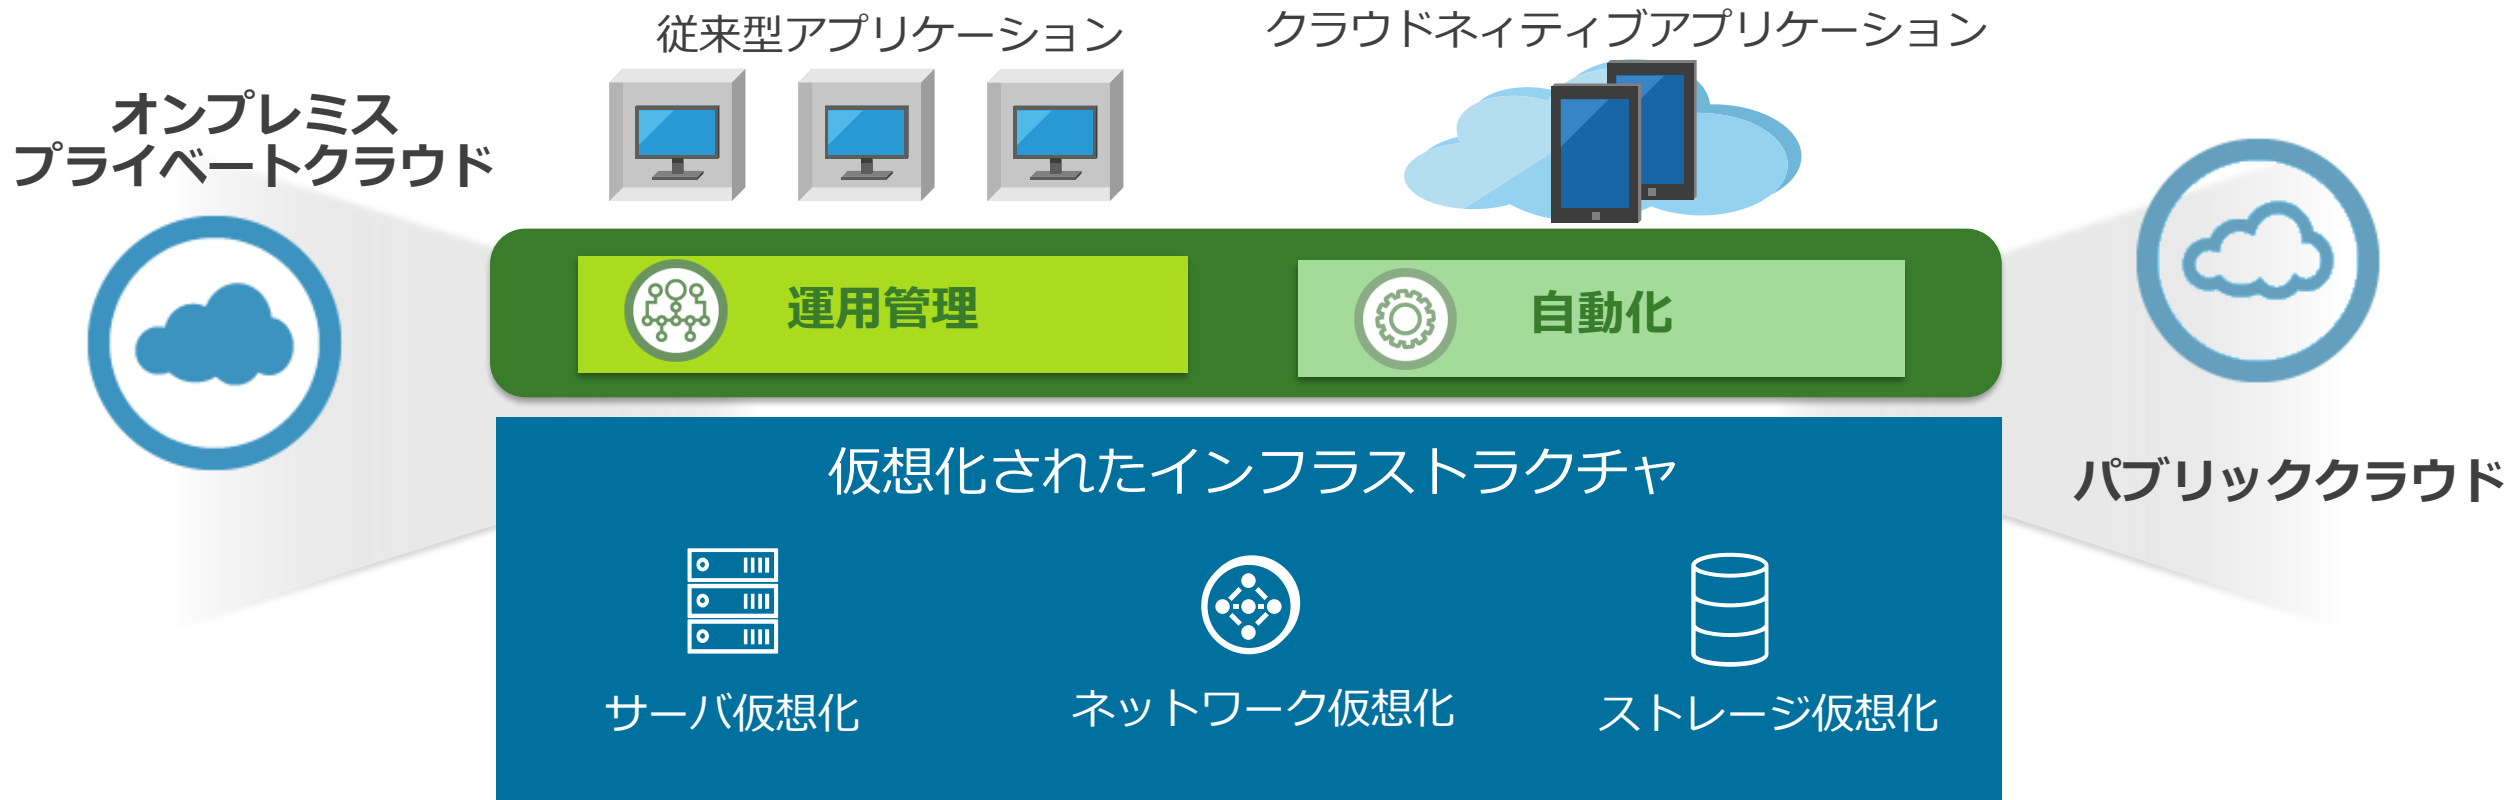 従来型アプリケーション
クラウドネイティブアプリケーション
オンプレミス
プライベートクラウド
運用管理
自動化
仮想化されたインフラストラクチャ
パブリッククラウド
サーバ仮想化
ネットワーク仮想化
ストレージ仮想化